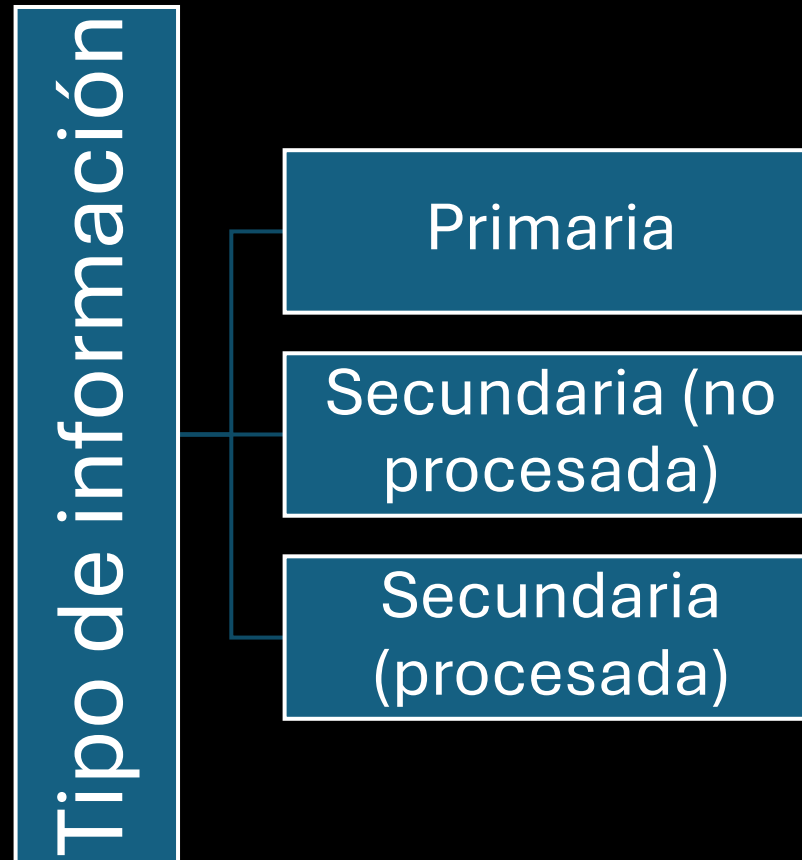 Tipo de información
Primaria
Secundaria (no
procesada)
Secundaria
(procesada)